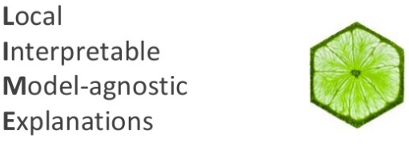 Local
Interpretable
Model-agnostic
Explanations